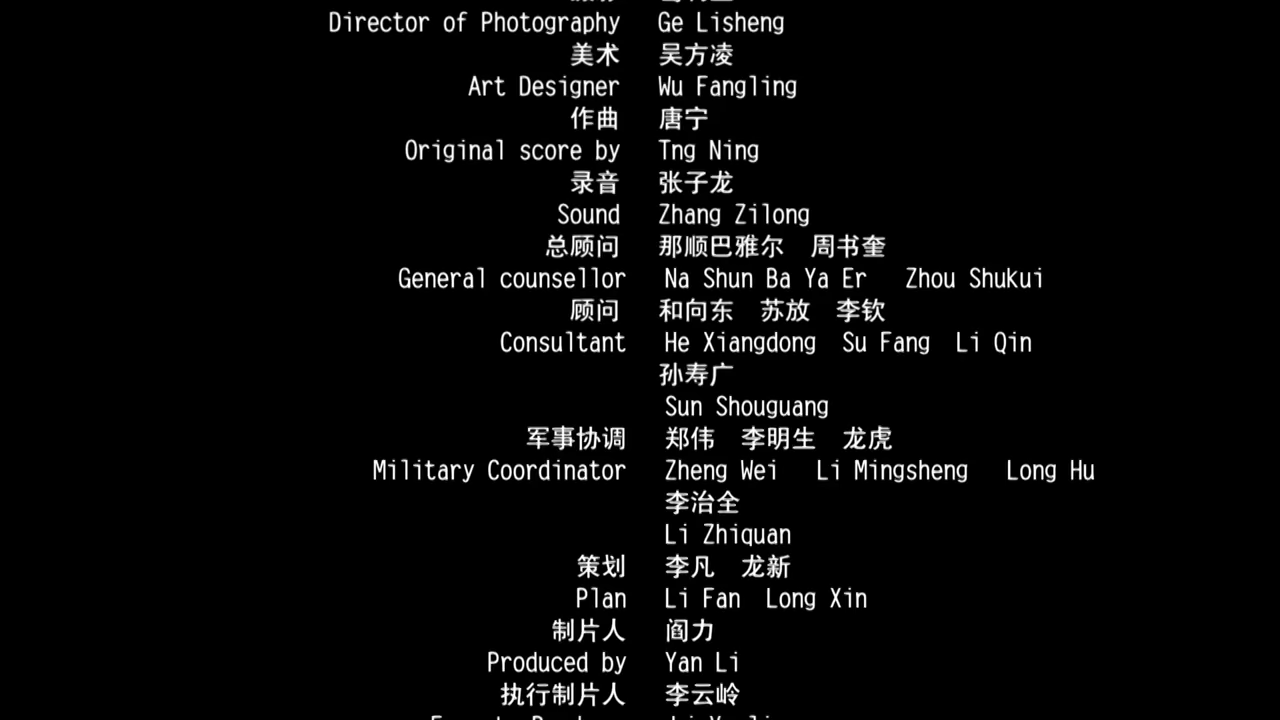 Director of Photography Ge Lisheng
美术 吴方凌
Art Designer Wu Fangling
作曲 唐宁
Original score by Tng Ning
录音 张子龙
Sound Zhang Zilong
总顾问 那顺巴雅尔 周书奎
General counsellor Na Shun Ba Ya Er Zhou Shukui
顾问 和向东 苏放 李钦
Consultant He Xiangdong Su Fang Li Qin
孙寿广
Sun Shouguang
军事协调 郑伟 李明生 龙虎
Military Coordinator Zheng Wei Li Mingsheng Long Hu
李治全
Li Zhiquan
策划 李凡 龙新
Plan Li Fan Long Xin
制片人 阎力
Produced by Yan Li
执行制片人 李云岭